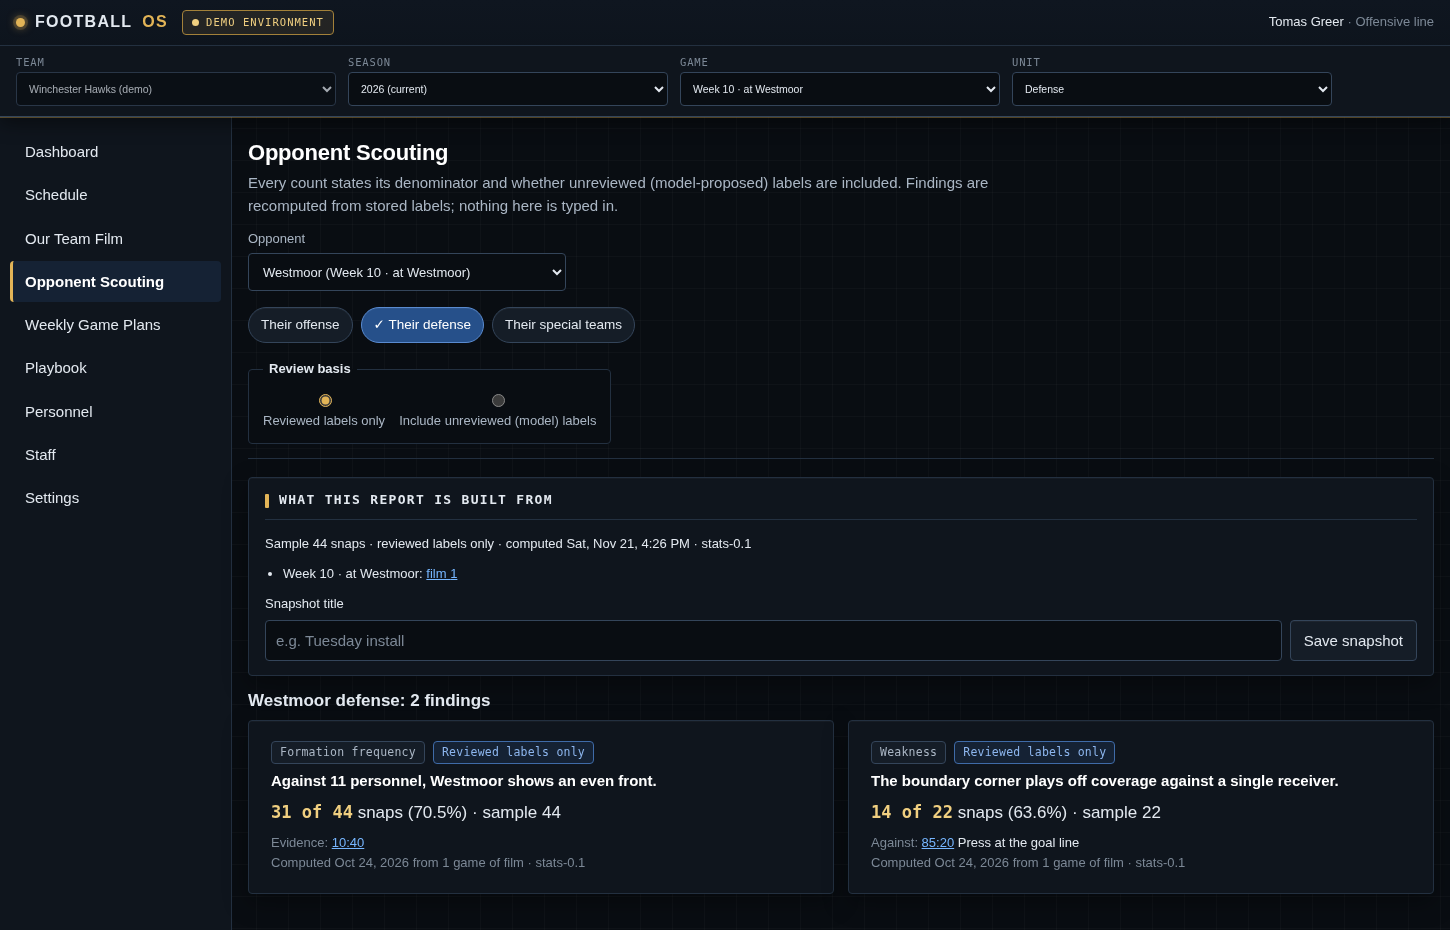 FOOTBALL OS
DEMO ENVIRONMENT
Tomas Greer · Offensive line
TEAM
SEASON
GAME
UNIT
Winchester Hawks (demo)
2026 (current)
Week 10 · at Westmoor
Defense
Dashboard
Schedule
Our Team Film
Opponent Scouting
Weekly Game Plans
Playbook
Personnel
Staff
Settings
Opponent Scouting
Every count states its denominator and whether unreviewed (model-proposed) labels are included. Findings are
recomputed from stored labels; nothing here is typed in.
Opponent
Westmoor (Week 10 · at Westmoor)
Their offense
✓ Their defense
Their special teams
Review basis
Reviewed labels only
Include unreviewed (model) labels
WHAT THIS REPORT IS BUILT FROM
Sample 44 snaps · reviewed labels only · computed Sat, Nov 21, 4:26 PM · stats-0.1
• Week 10 · at Westmoor: film 1
Snapshot title
e.g. Tuesday install
Save snapshot
Westmoor defense: 2 findings
Formation frequency
Reviewed labels only
Against 11 personnel, Westmoor shows an even front.
31 of 44 snaps (70.5%) · sample 44
Evidence: 10:40
Computed Oct 24, 2026 from 1 game of film · stats-0.1
Weakness
Reviewed labels only
The boundary corner plays off coverage against a single receiver.
14 of 22 snaps (63.6%) · sample 22
Against: 85:20 Press at the goal line
Computed Oct 24, 2026 from 1 game of film · stats-0.1